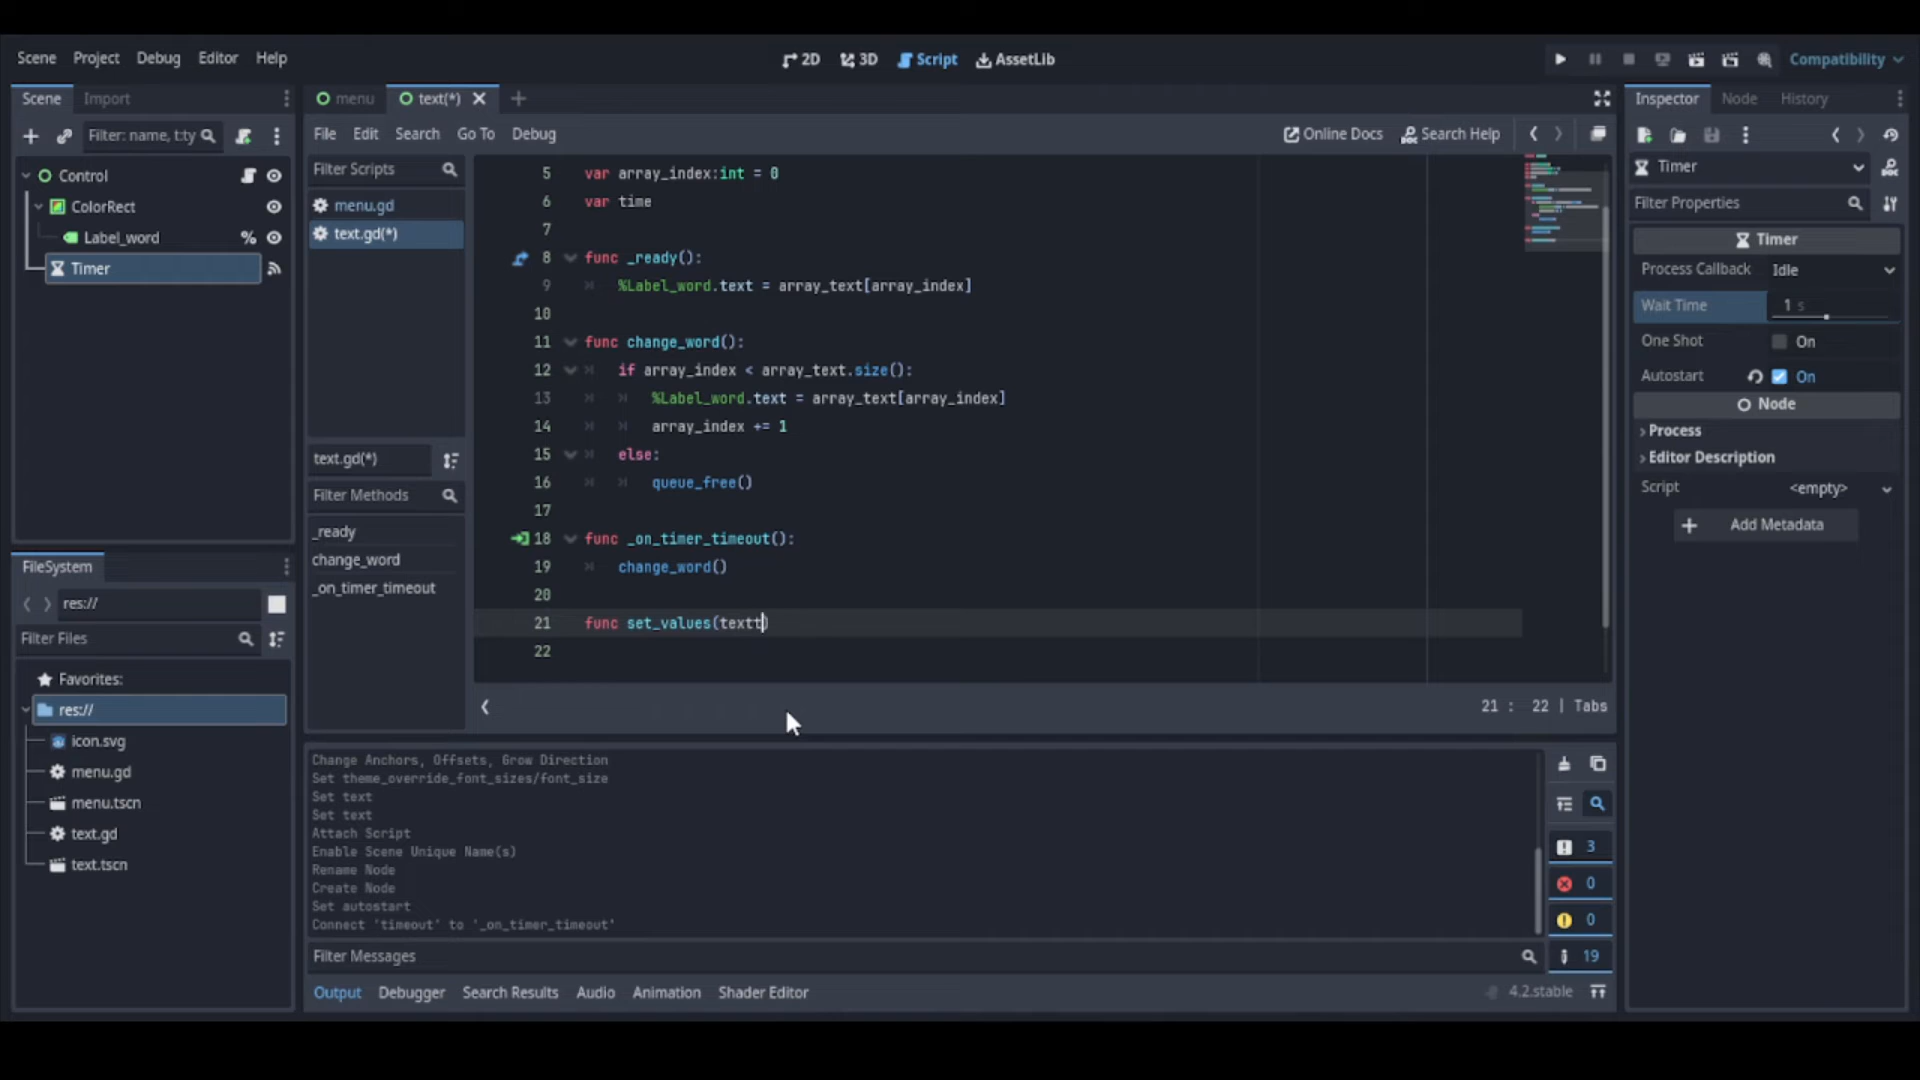 Scene Project Debug Editor Help
2D 3D Script AssetLib
Compatibility
Scene Import
Filter: name, t:ty
Control
ColorRect
Label_word %
Timer
FileSystem
res://
Filter Files
Favorites:
res://
icon.svg
menu.gd
menu.tscn
text.gd
text.tscn
menu text(*)
File Edit Search Go To Debug
Online Docs Search Help
Filter Scripts
menu.gd
text.gd(*)
text.gd(*)
Filter Methods
_ready
change_word
_on_timer_timeout
5 var array_index:int = 0
6 var time
7
8 func _ready():
9 %Label_word.text = array_text[array_index]
10
11 func change_word():
12 if array_index < array_text.size():
13 %Label_word.text = array_text[array_index]
14 array_index += 1
15 else:
16 queue_free()
17
18 func _on_timer_timeout():
19 change_word()
20
21 func set_values(textt)
22
21 : 22 | Tabs
Change Anchors, Offsets, Grow Direction
Set theme_override_font_sizes/font_size
Set text
Set text
Attach Script
Enable Scene Unique Name(s)
Rename Node
Create Node
Set autostart
Connect 'timeout' to '_on_timer_timeout'
3
0
0
19
Filter Messages
Output Debugger Search Results Audio Animation Shader Editor
4.2.stable
Inspector Node History
Timer
Filter Properties
Timer
Process Callback Idle
Wait Time 1 s
One Shot On
Autostart On
Node
Process
Editor Description
Script <empty>
Add Metadata